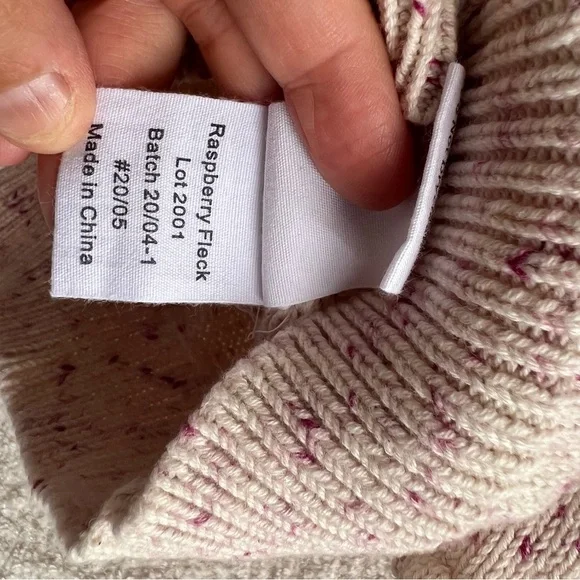 Raspberry Fleck
Lot 2001
Batch 20/04-1
#20/05
Made in China